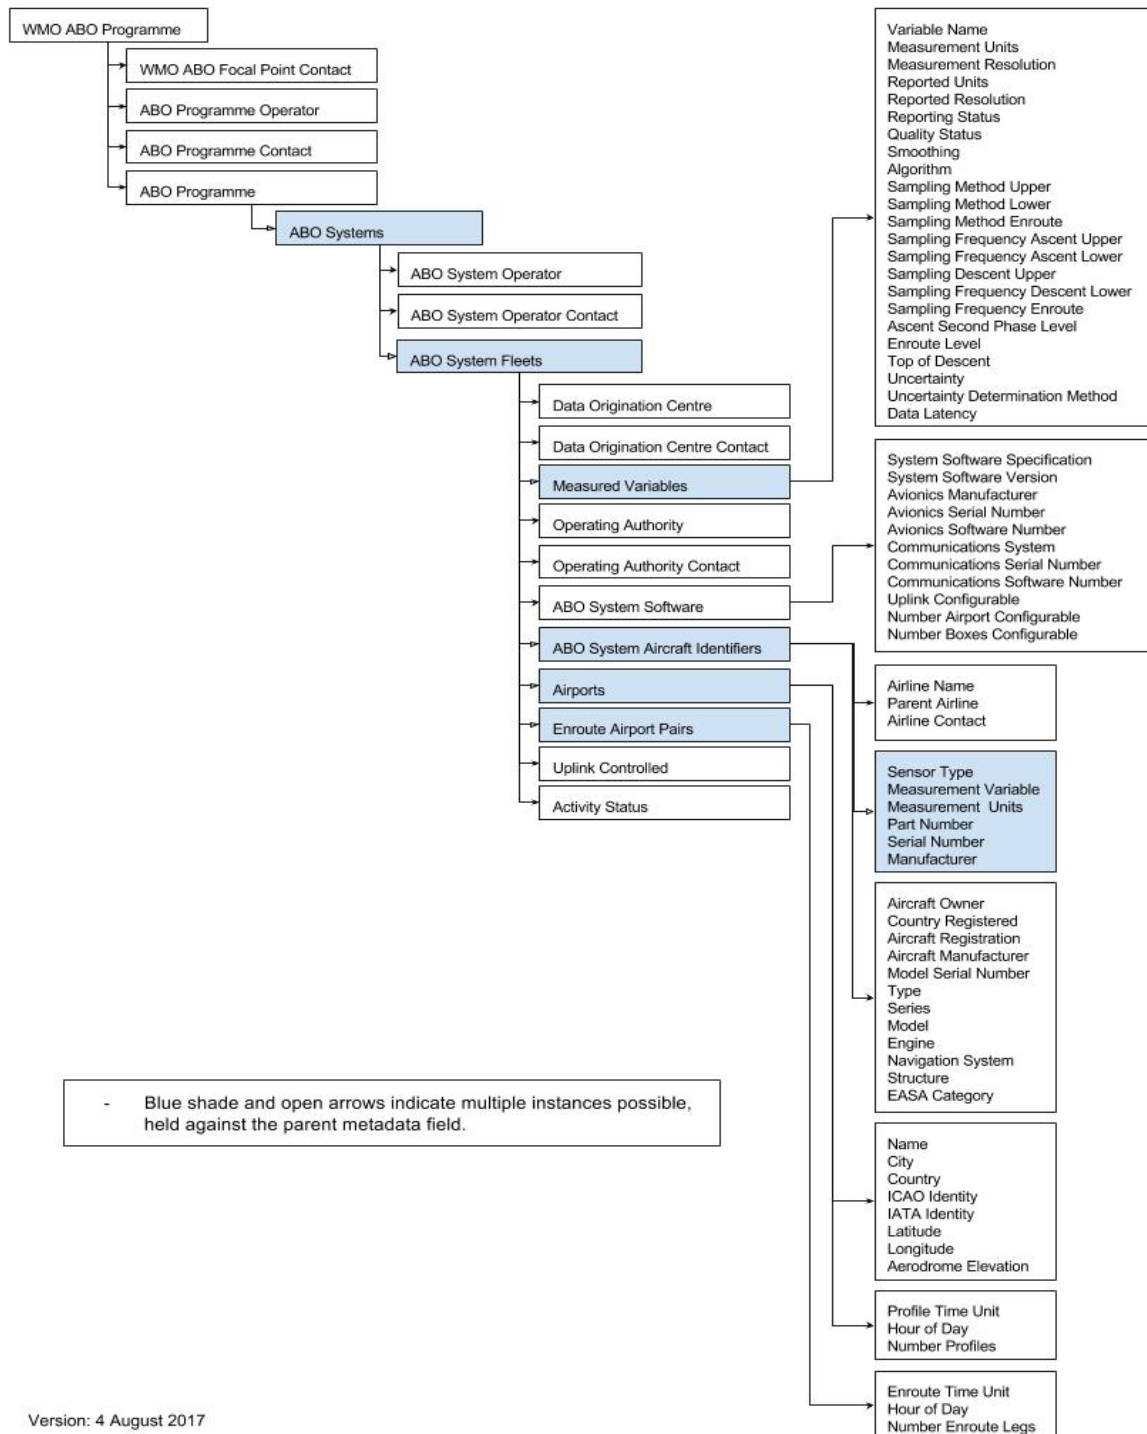 WMO ABO Programme
WMO ABO Focal Point Contact
ABO Programme Operator
ABO Programme Contact
ABO Programme
ABO Systems
ABO System Operator
ABO System Operator Contact
ABO System Fleets
Data Origination Centre
Data Origination Centre Contact
Measured Variables
Operating Authority
Operating Authority Contact
ABO System Software
ABO System Aircraft Identifiers
Airports
Enroute Airport Pairs
Uplink Controlled
Activity Status
Variable Name
Measurement Units
Measurement Resolution
Reported Units
Reported Resolution
Reporting Status
Quality Status
Smoothing
Algorithm
Sampling Method Upper
Sampling Method Lower
Sampling Method Enroute
Sampling Frequency Ascent Upper
Sampling Frequency Ascent Lower
Sampling Descent Upper
Sampling Frequency Descent Lower
Sampling Frequency Enroute
Ascent Second Phase Level
Enroute Level
Top of Descent
Uncertainty
Uncertainty Determination Method
Data Latency
System Software Specification
System Software Version
Avionics Manufacturer
Avionics Serial Number
Avionics Software Number
Communications System
Communications Serial Number
Communications Software Number
Uplink Configurable
Number Airport Configurable
Number Boxes Configurable
Airline Name
Parent Airline
Airline Contact
Sensor Type
Measurement Variable
Measurement Units
Part Number
Serial Number
Manufacturer
Aircraft Owner
Country Registered
Aircraft Registration
Aircraft Manufacturer
Model Serial Number
Type
Series
Model
Engine
Navigation System
Structure
EASA Category
Name
City
Country
ICAO Identity
IATA Identity
Latitude
Longitude
Aerodrome Elevation
Profile Time Unit
Hour of Day
Number Profiles
Enroute Time Unit
Hour of Day
Number Enroute Legs
- Blue shade and open arrows indicate multiple instances possible,
held against the parent metadata field.
Version: 4 August 2017